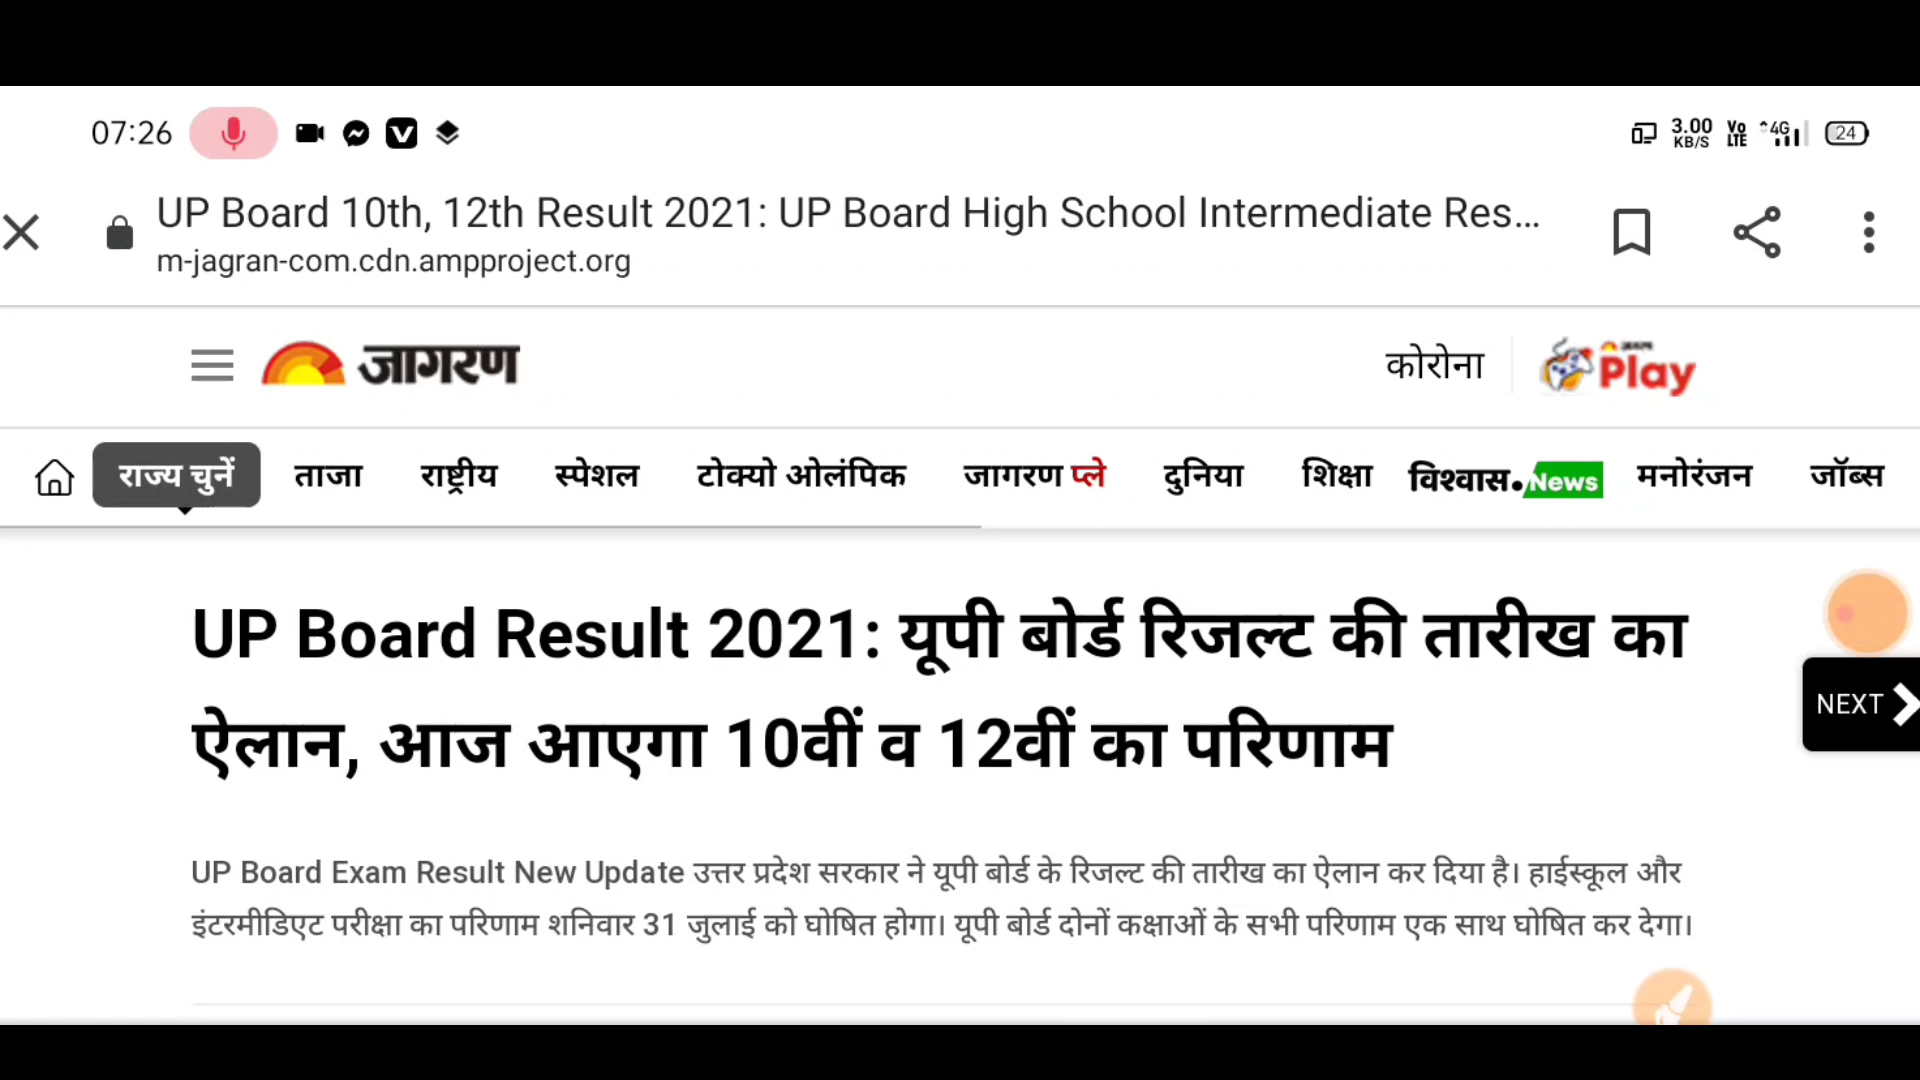 07:26
3.00 KB/S Vo LTE 4G 24
UP Board 10th, 12th Result 2021: UP Board High School Intermediate Res...
m-jagran-com.cdn.ampproject.org
जागरण कोरोना Play
राज्य चुनें ताजा राष्ट्रीय स्पेशल टोक्यो ओलंपिक जागरण प्ले दुनिया शिक्षा विश्वास.News मनोरंजन जॉब्स
UP Board Result 2021: यूपी बोर्ड रिजल्ट की तारीख का
ऐलान, आज आएगा 10वीं व 12वीं का परिणाम
NEXT
UP Board Exam Result New Update उत्तर प्रदेश सरकार ने यूपी बोर्ड के रिजल्ट की तारीख का ऐलान कर दिया है। हाईस्कूल और
इंटरमीडिएट परीक्षा का परिणाम शनिवार 31 जुलाई को घोषित होगा। यूपी बोर्ड दोनों कक्षाओं के सभी परिणाम एक साथ घोषित कर देगा।